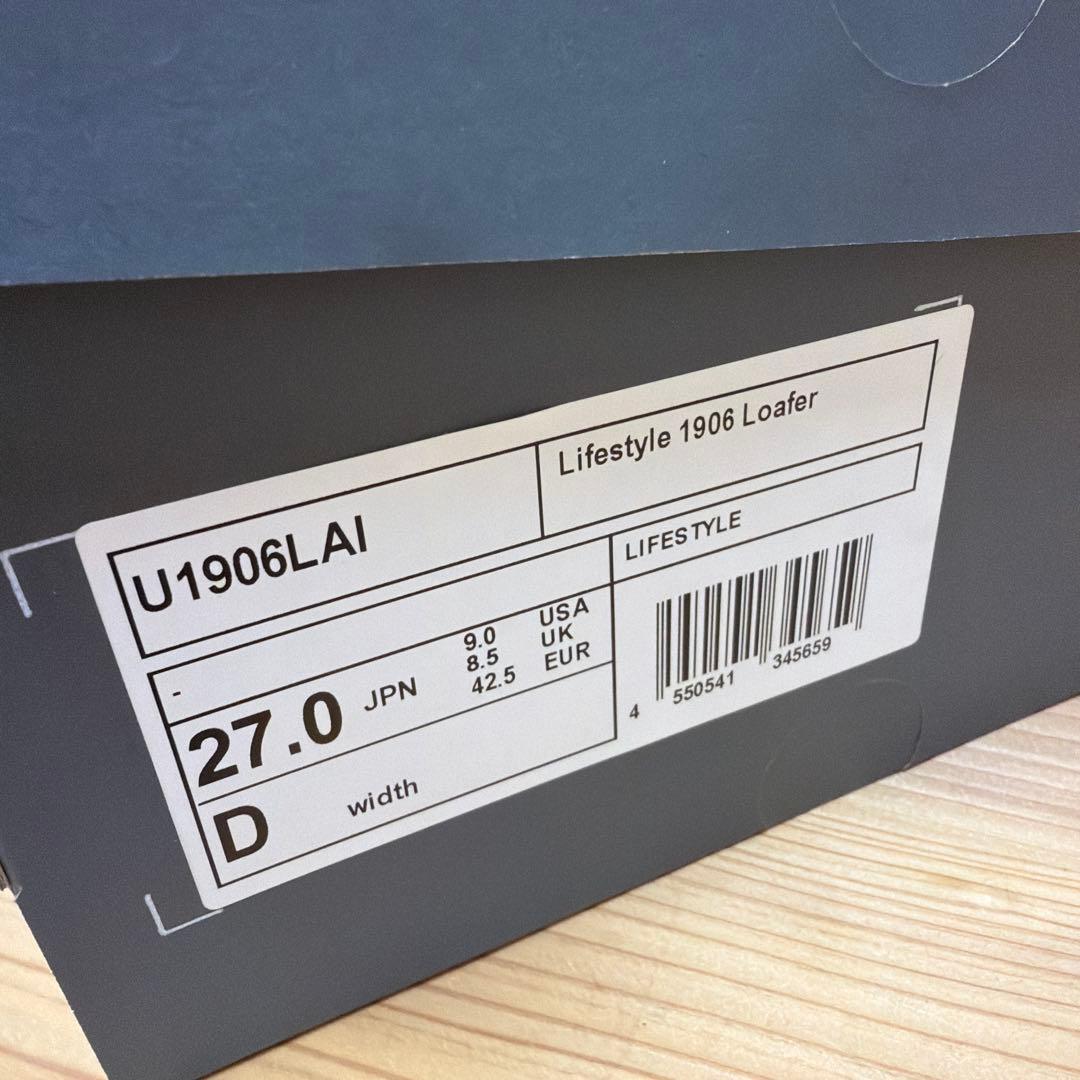 U1906LAI
Lifestyle 1906 Loafer
LIFESTYLE
-
27.0 JPN
9.0 USA
8.5 UK
42.5 EUR
D width
4 550541 345659